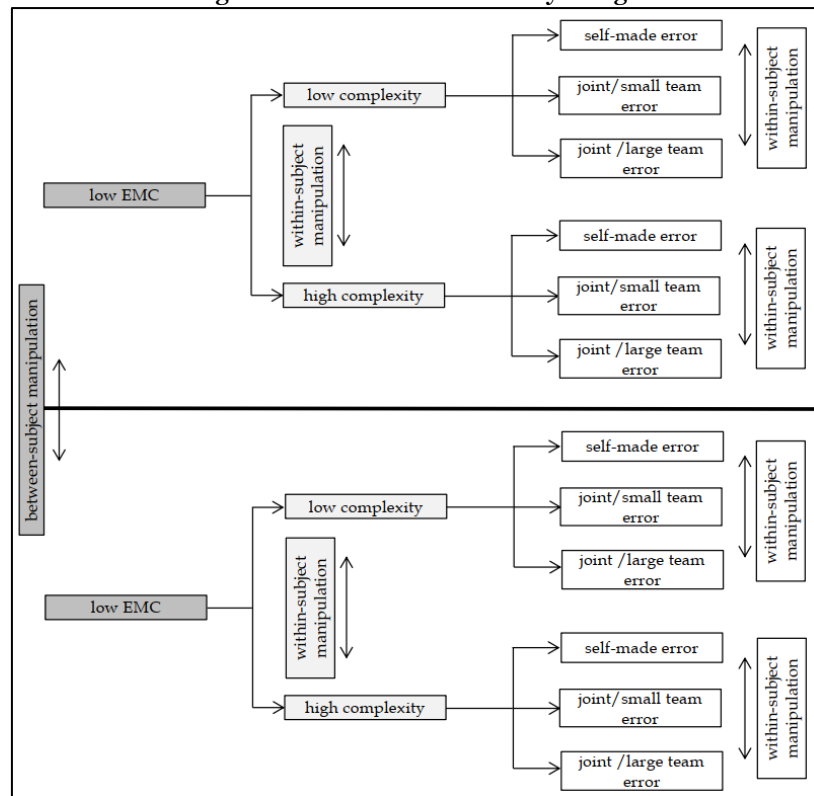 self-made error
joint/small team
error
low complexity
joint /large team
error
within-subject
manipulation
within-subject
manipulation
low EMC
self-made error
high complexity
joint/small team
error
joint /large team
error
within-subject
manipulation
between-subject manipulation
self-made error
low complexity
joint/small team
error
joint /large team
error
within-subject
manipulation
within-subject
manipulation
low EMC
self-made error
high complexity
joint/small team
error
joint /large team
error
within-subject
manipulation